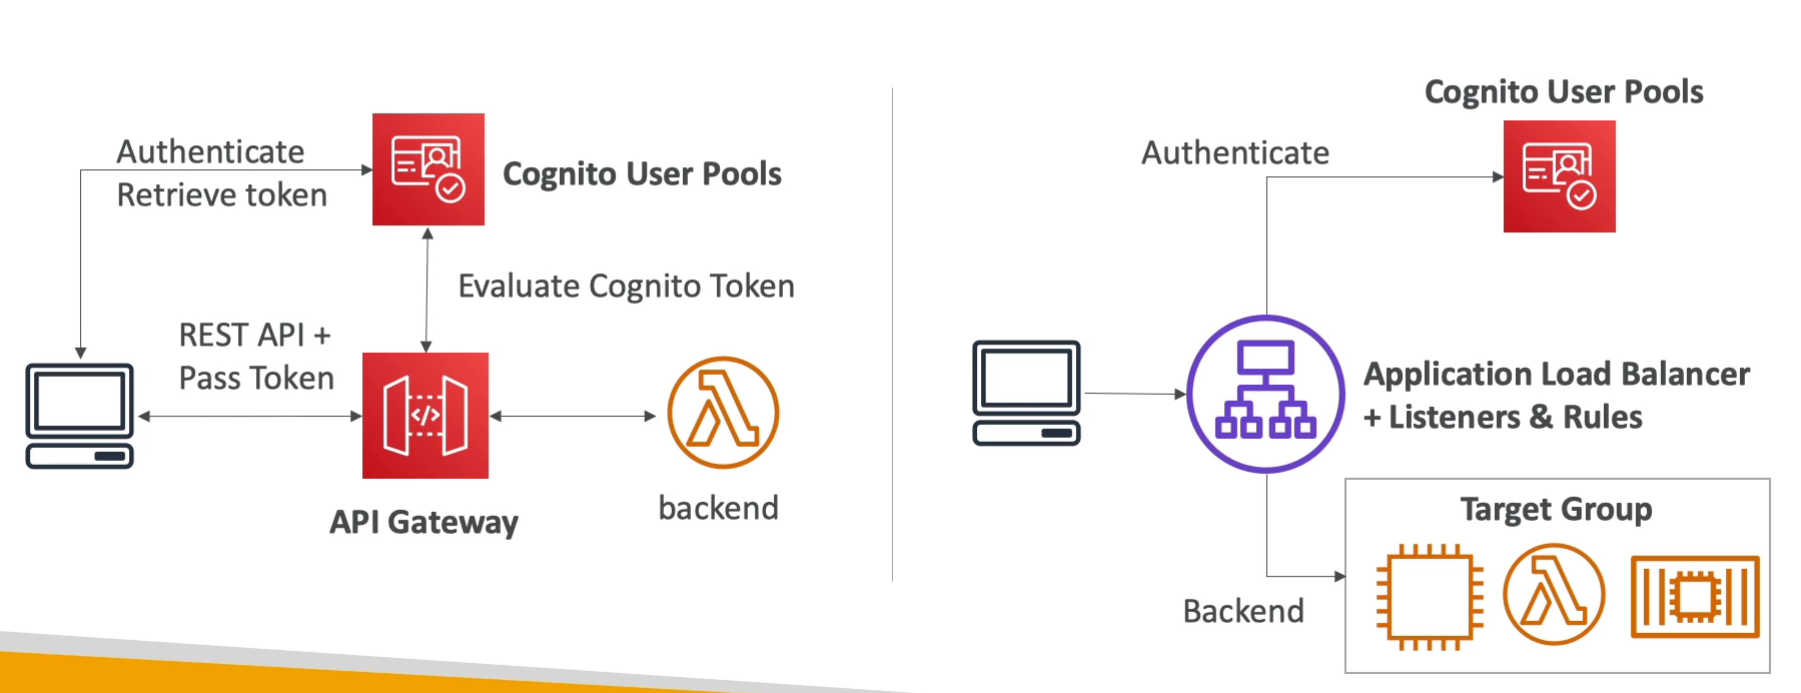 Authenticate
Retrieve token
Cognito User Pools
Evaluate Cognito Token
REST API +
Pass Token
</>
API Gateway
backend
Cognito User Pools
Authenticate
Application Load Balancer
+ Listeners & Rules
Target Group
Backend